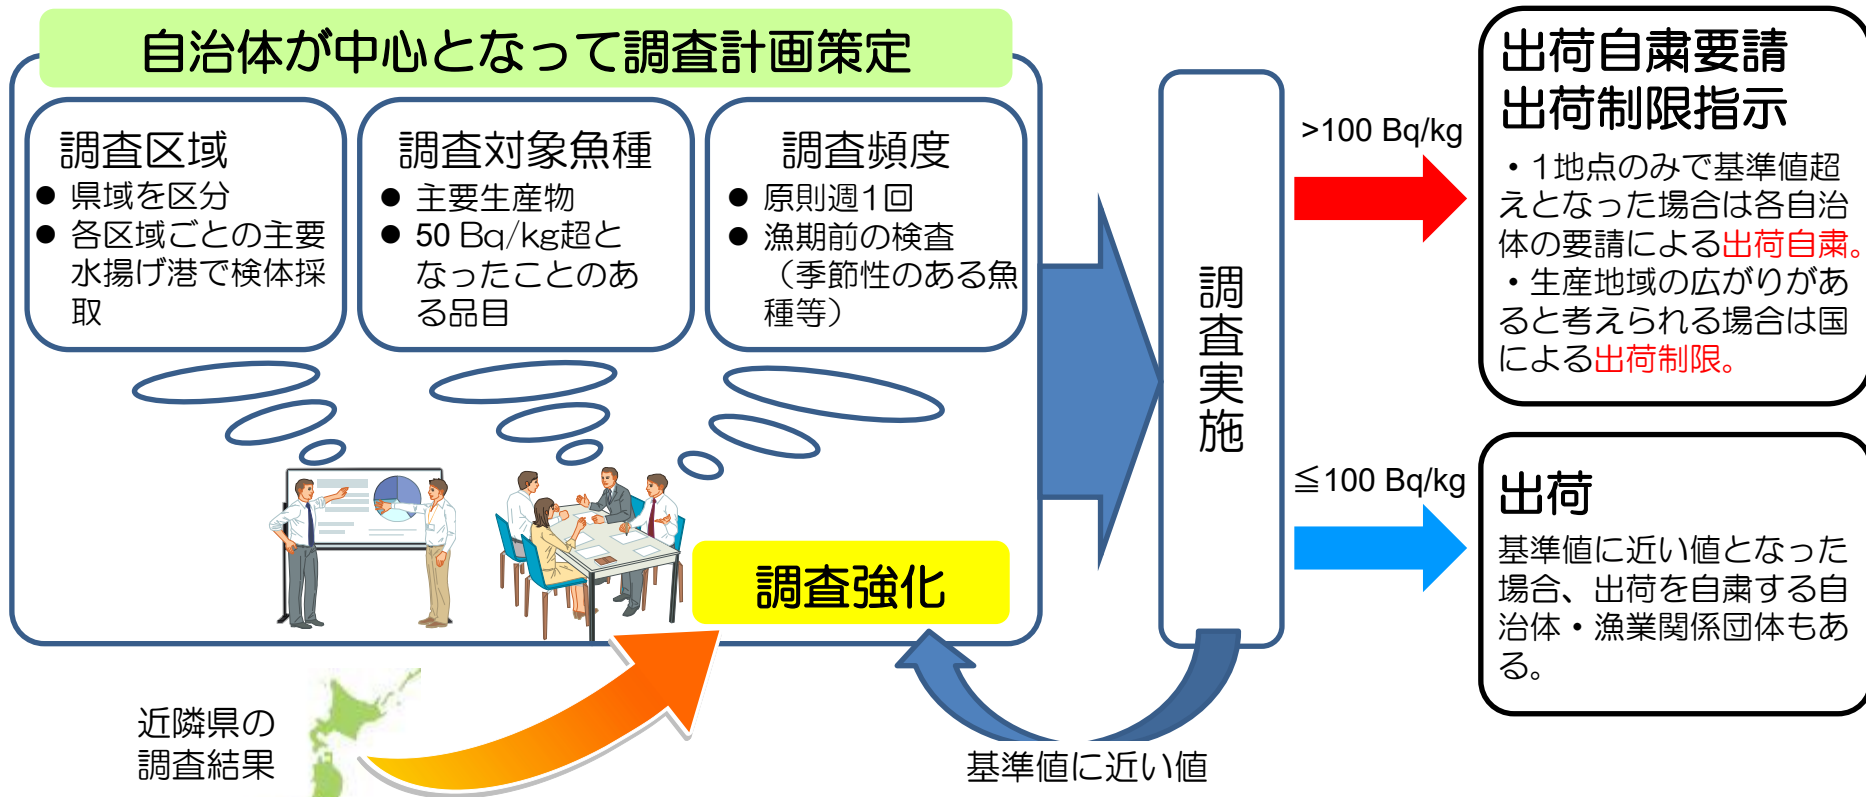 自治体が中心となって調査計画策定
調査区域
● 県域を区分
● 各区域ごとの主要
水揚げ港で検体採
取
調査対象魚種
● 主要生産物
● 50 Bq/kg超と
なったことのあ
る品目
調査頻度
● 原則週1回
● 漁期前の検査
（季節性のある魚
種等）
調査強化
近隣県の
調査結果
基準値に近い値
調査実施
>100 Bq/kg
出荷自粛要請
出荷制限指示
・1地点のみで基準値超
えとなった場合は各自治
体の要請による出荷自粛。
・生産地域の広がりがあ
ると考えられる場合は国
による出荷制限。
≦100 Bq/kg
出荷
基準値に近い値となった
場合、出荷を自粛する自
治体・漁業関係団体もあ
る。